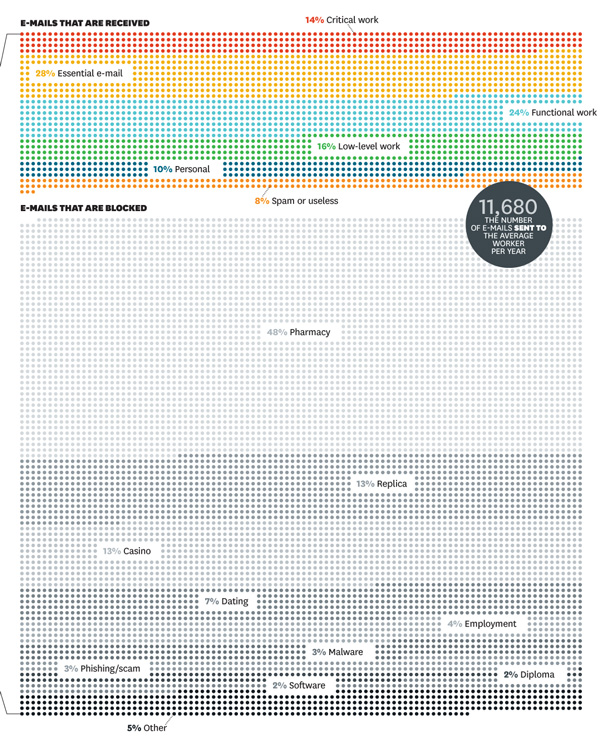 14% Critical work
E-MAILS THAT ARE RECEIVED
28% Essential e-mail
24% Functional work
16% Low-level work
10% Personal
8% Spam or useless
E-MAILS THAT ARE BLOCKED
11,680
THE NUMBER
OF E-MAILS SENT TO
THE AVERAGE
WORKER
PER YEAR
48% Pharmacy
13% Replica
13% Casino
7% Dating
4% Employment
3% Malware
3% Phishing/scam
2% Diploma
2% Software
5% Other